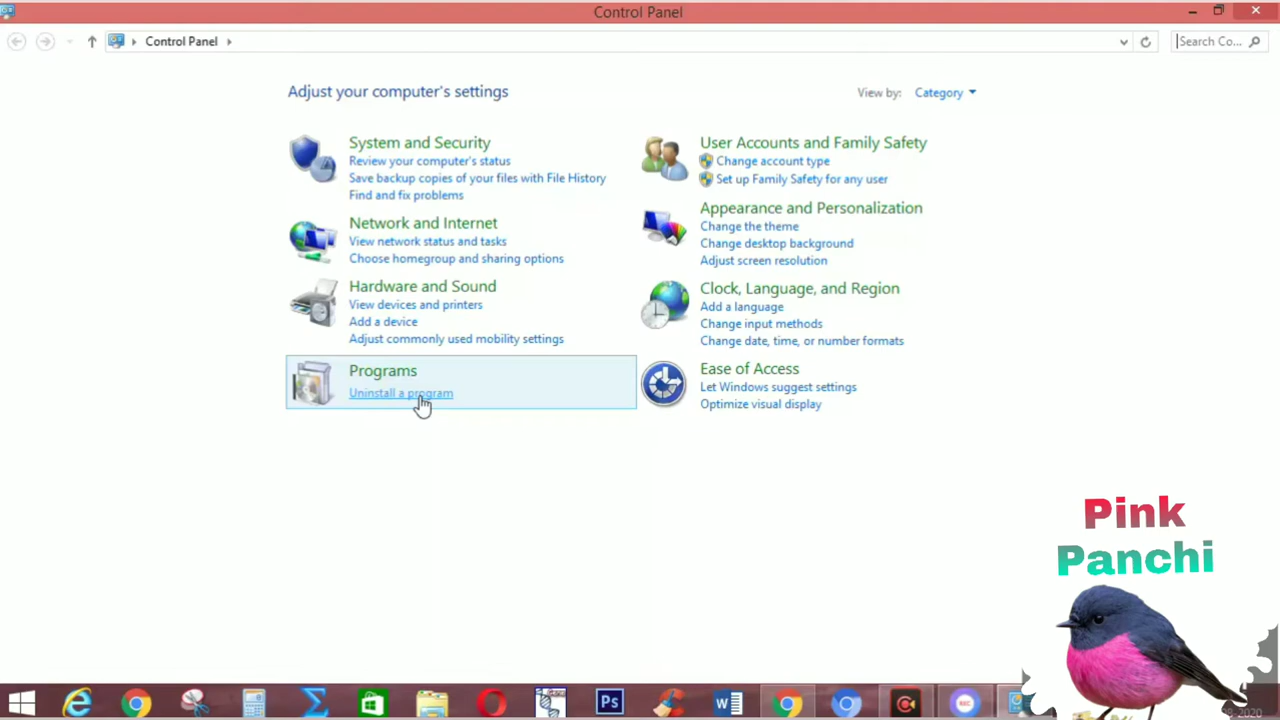 Control Panel
Control Panel
Search Co...
Adjust your computer's settings
View by: Category
System and Security
Review your computer's status
Save backup copies of your files with File History
Find and fix problems
Network and Internet
View network status and tasks
Choose homegroup and sharing options
Hardware and Sound
View devices and printers
Add a device
Adjust commonly used mobility settings
Programs
Uninstall a program
User Accounts and Family Safety
Change account type
Set up Family Safety for any user
Appearance and Personalization
Change the theme
Change desktop background
Adjust screen resolution
Clock, Language, and Region
Add a language
Change input methods
Change date, time, or number formats
Ease of Access
Let Windows suggest settings
Optimize visual display
Pink
Panchi
Ps
W
REC
2020